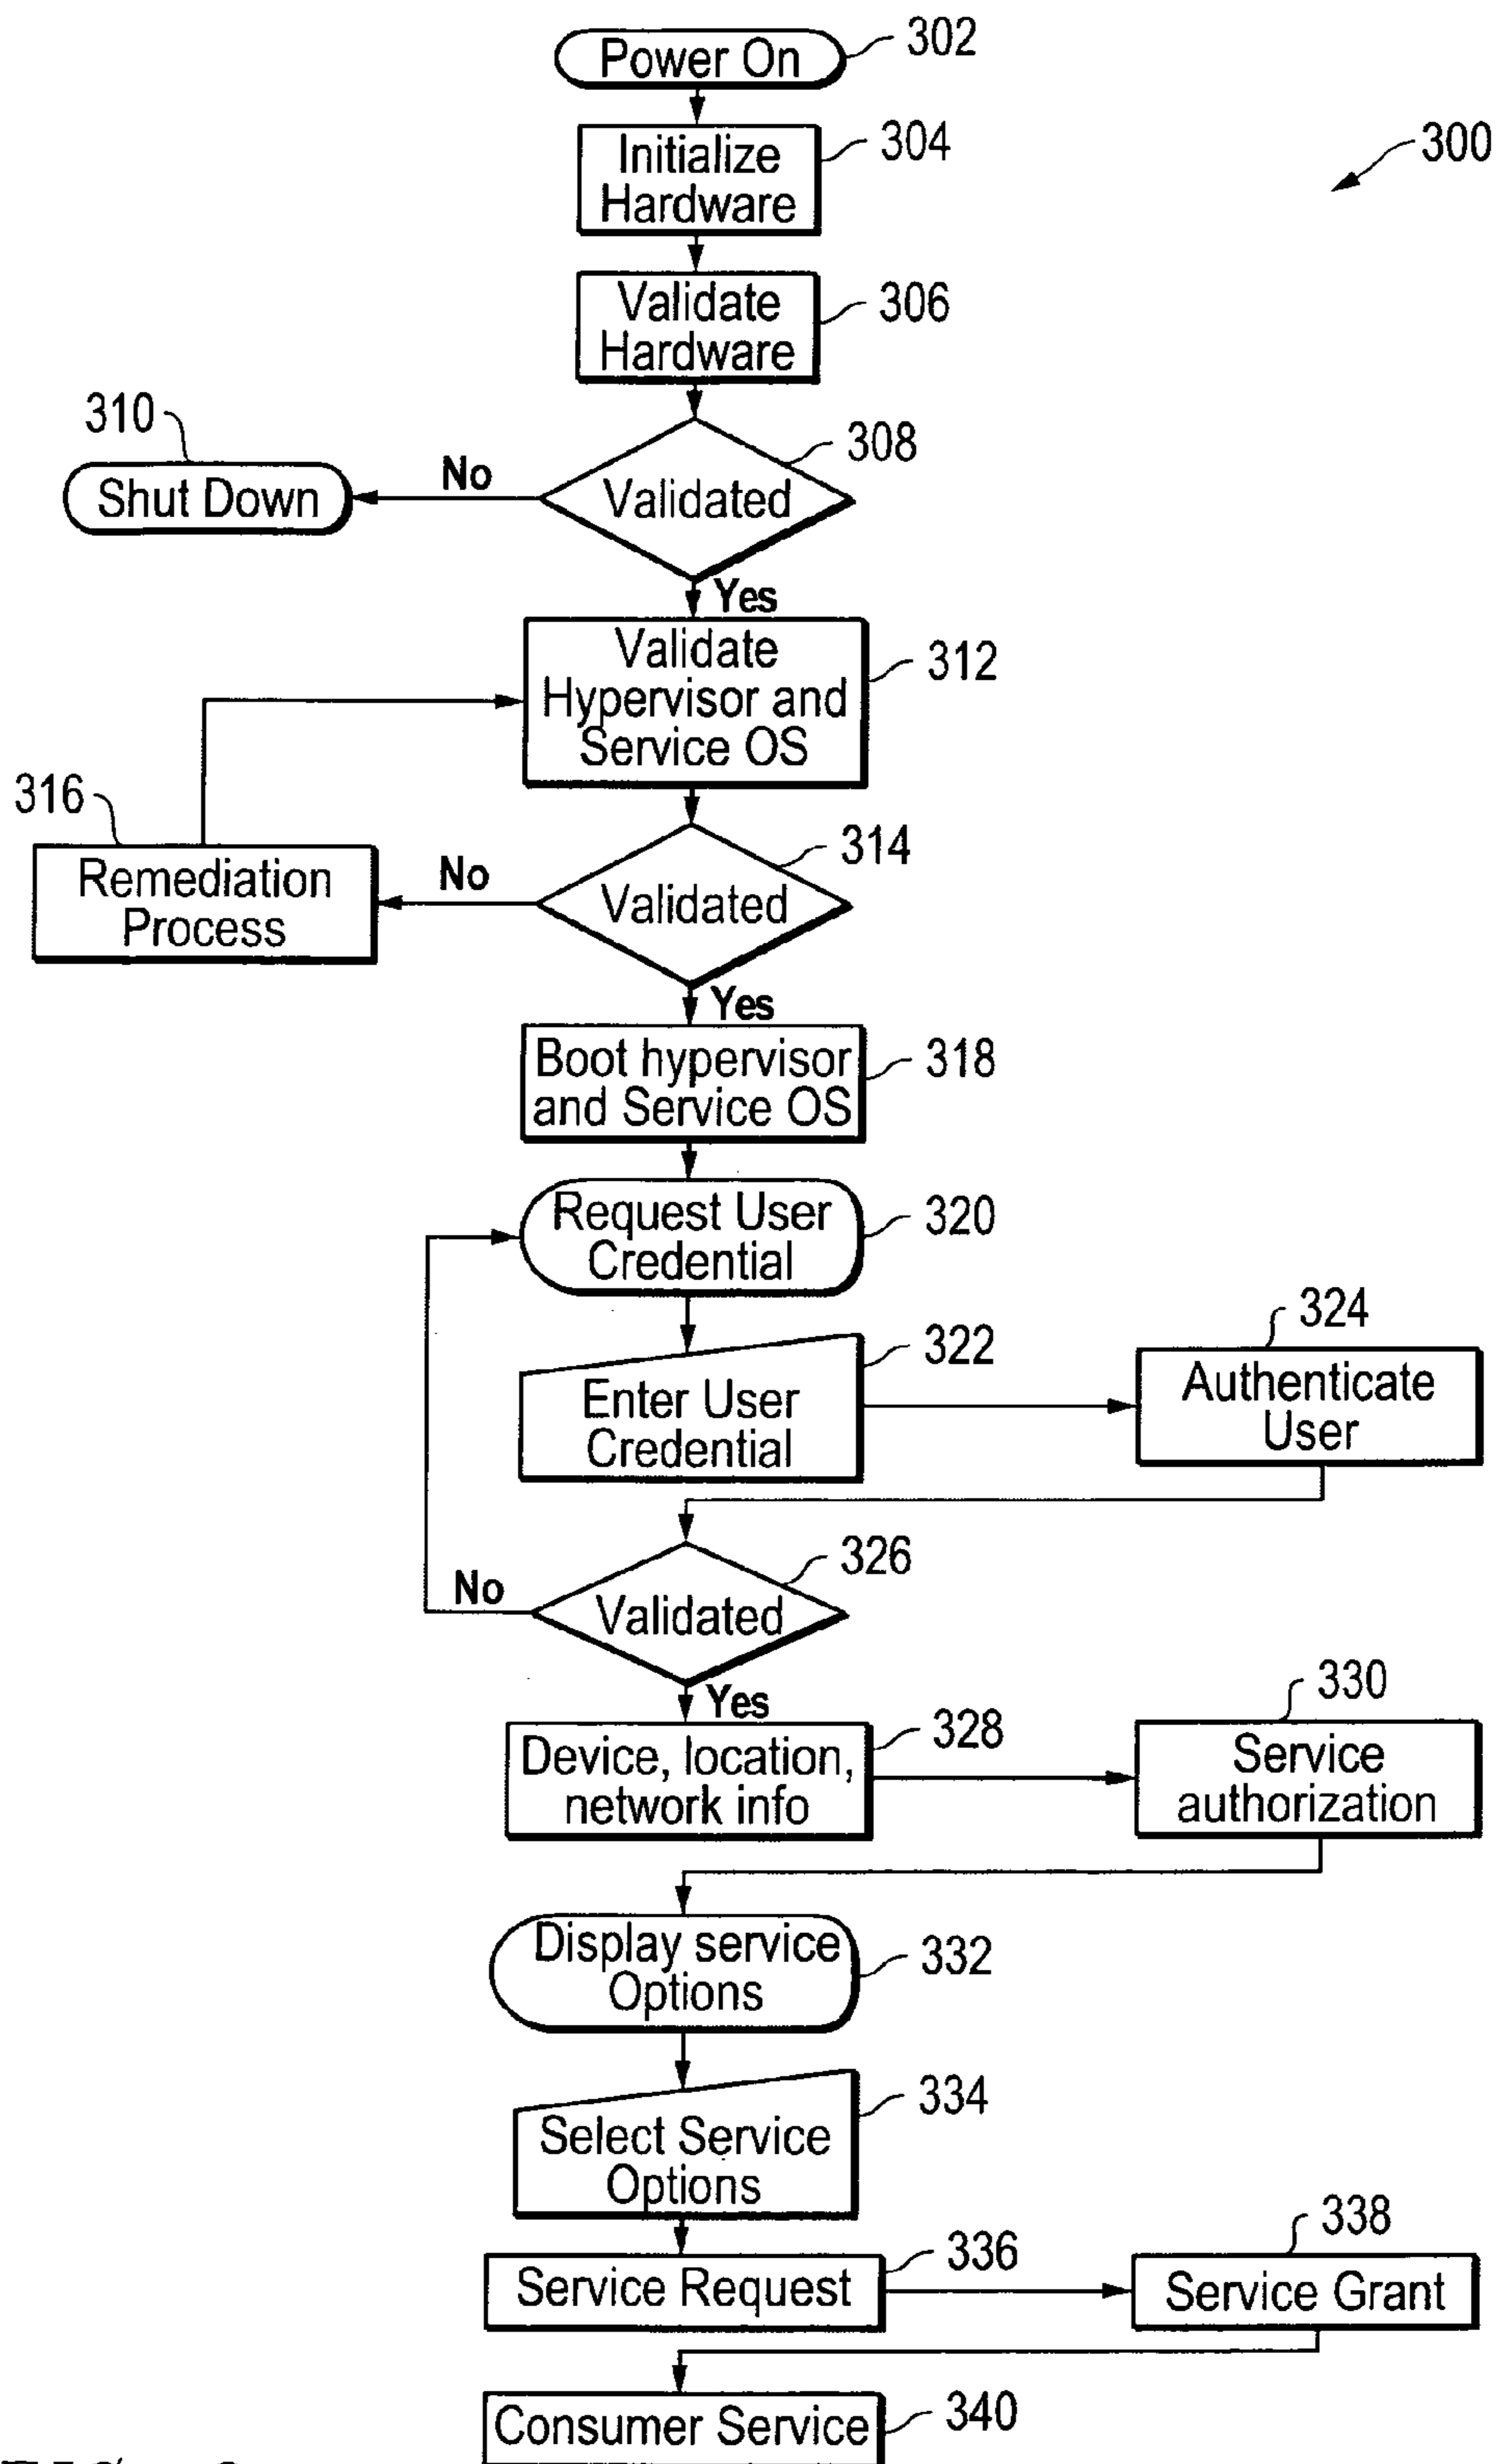 Power On
302
Initialize
Hardware
304
300
Validate
Hardware
306
310
Shut Down
No
Validated
308
Yes
Validate
Hypervisor and
Service OS
312
316
Remediation
Process
No
Validated
314
Yes
Boot hypervisor
and Service OS
318
Request User
Credential
320
Enter User
Credential
322
324
Authenticate
User
No
Validated
326
Yes
Device, location,
network info
328
330
Service
authorization
Display service
Options
332
Select Service
Options
334
Service Request
336
338
Service Grant
Consumer Service
340